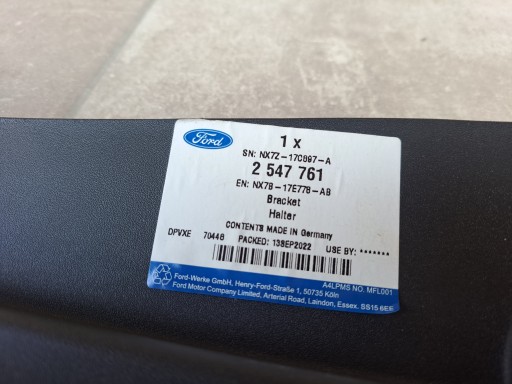 Ford
1 x
SN: NX7Z-17C897-A
2 547 761
EN: NX7B-17E778-AB
Bracket
Halter
CONTENTS MADE IN Germany
DPVXE 70446 PACKED: 13SEP2022 USE BY: *******
A4LPMS NO. MFL001
Ford-Werke GmbH, Henry-Ford-Straße 1, 50735 Köln
Ford Motor Company Limited, Arterial Road, Laindon, Essex. SS15 6EE